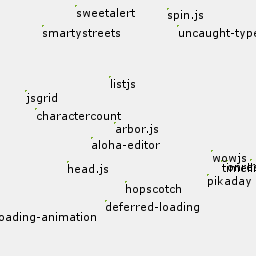 sweetalert
spin.js
smartystreets
uncaught-type
listjs
jsgrid
charactercount
arbor.js
aloha-editor
wowjs
head.js
pikaday
hopscotch
deferred-loading
oading-animation